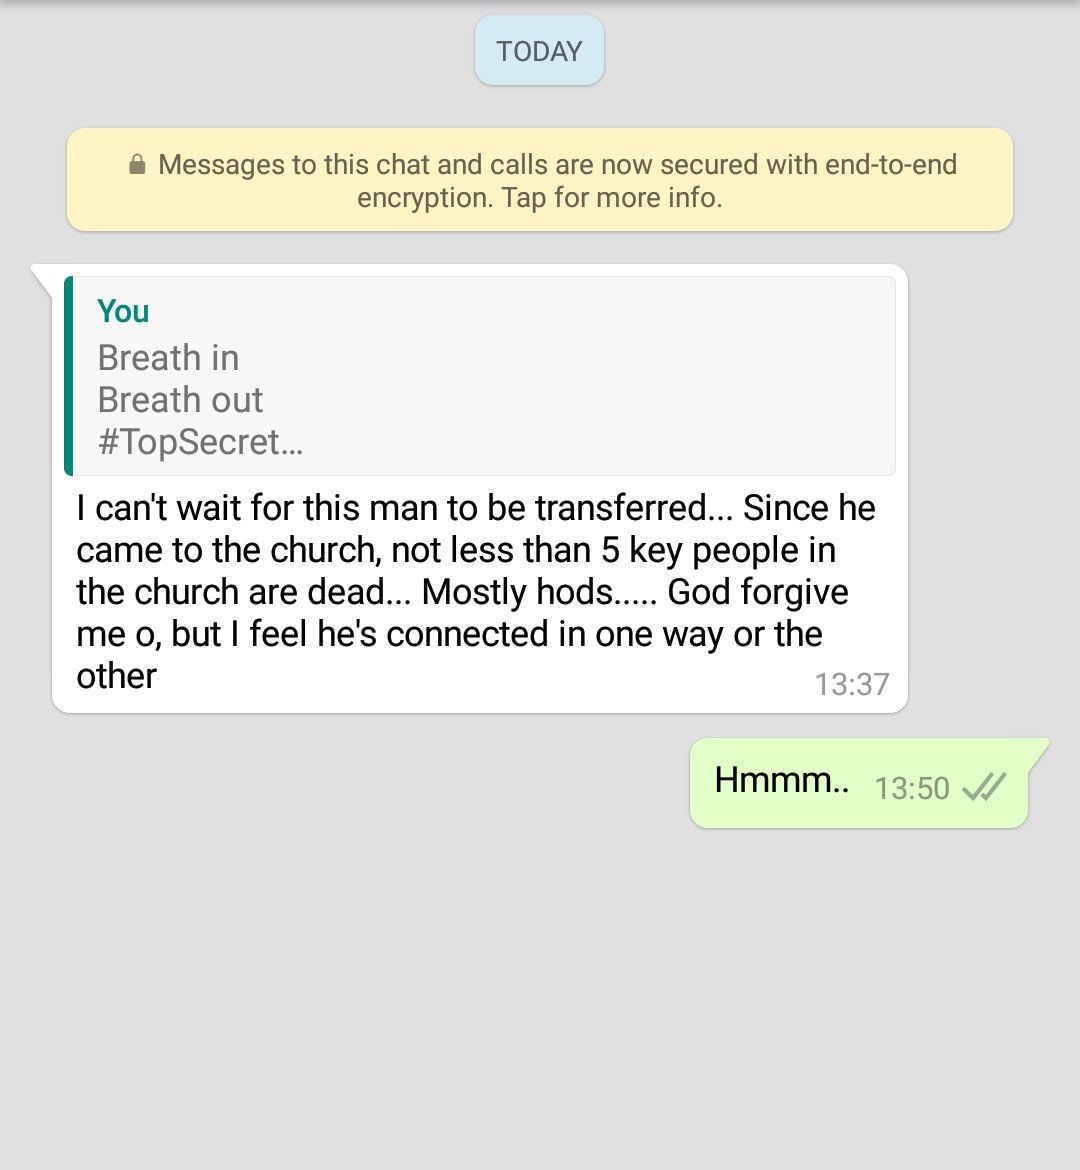 TODAY
Messages to this chat and calls are now secured with end-to-end
encryption. Tap for more info.
You
Breath in
Breath out
#TopSecret...
I can't wait for this man to be transferred... Since he
came to the church, not less than 5 key people in
the church are dead... Mostly hods..... God forgive
me o, but I feel he's connected in one way or the
other
13:37
Hmmm.. 13:50